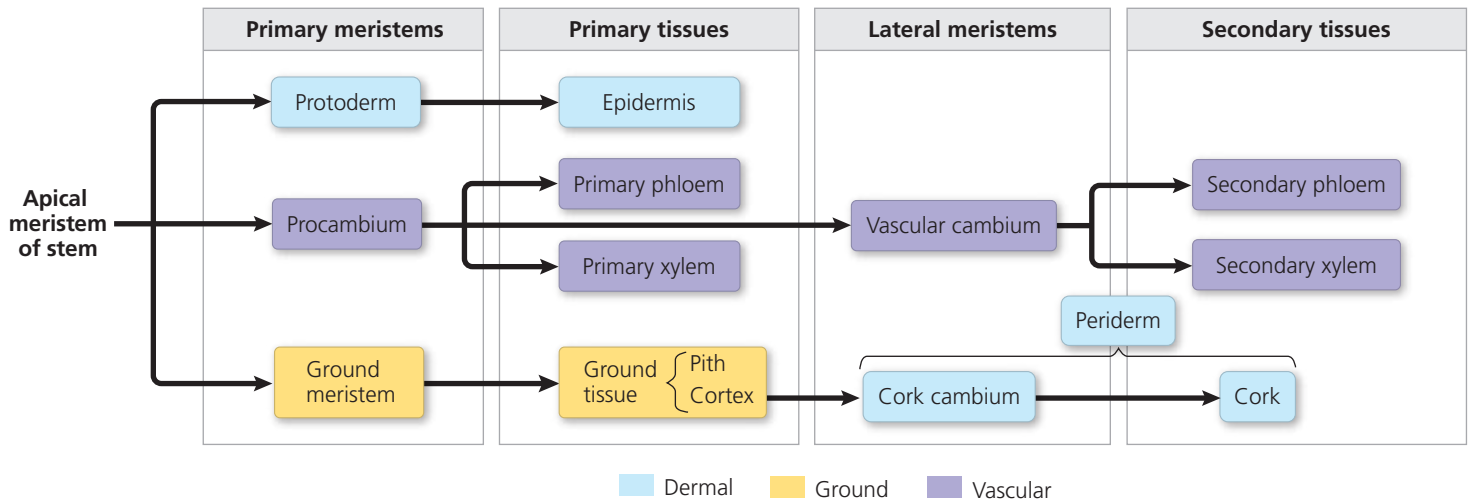 Primary meristems
Primary tissues
Lateral meristems
Secondary tissues
Protoderm
Epidermis
Apical
meristem
of stem
Procambium
Primary phloem
Primary xylem
Vascular cambium
Secondary phloem
Secondary xylem
Periderm
Ground
meristem
Ground
tissue
Pith
Cortex
Cork cambium
Cork
Dermal
Ground
Vascular